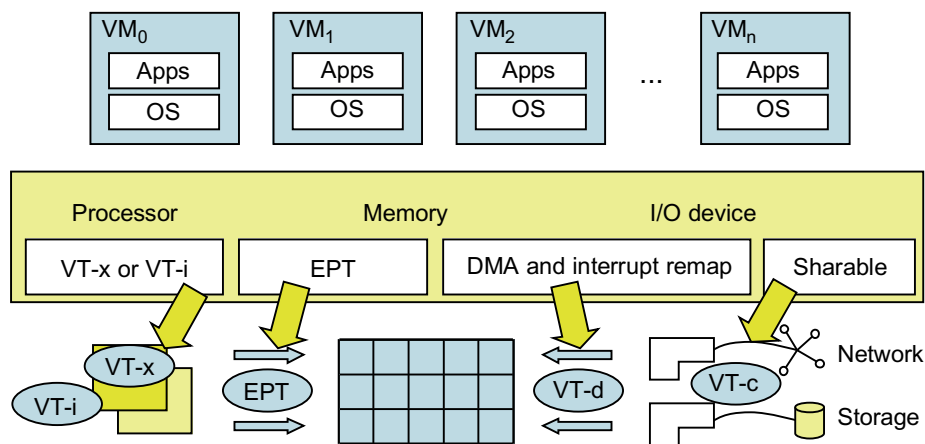 VM0 VM1 VM2 VMn
Apps Apps Apps ... Apps
OS OS OS OS
Processor Memory I/O device
VT-x or VT-i EPT DMA and interrupt remap Sharable
VT-x Network
VT-i EPT VT-d VT-c
Storage